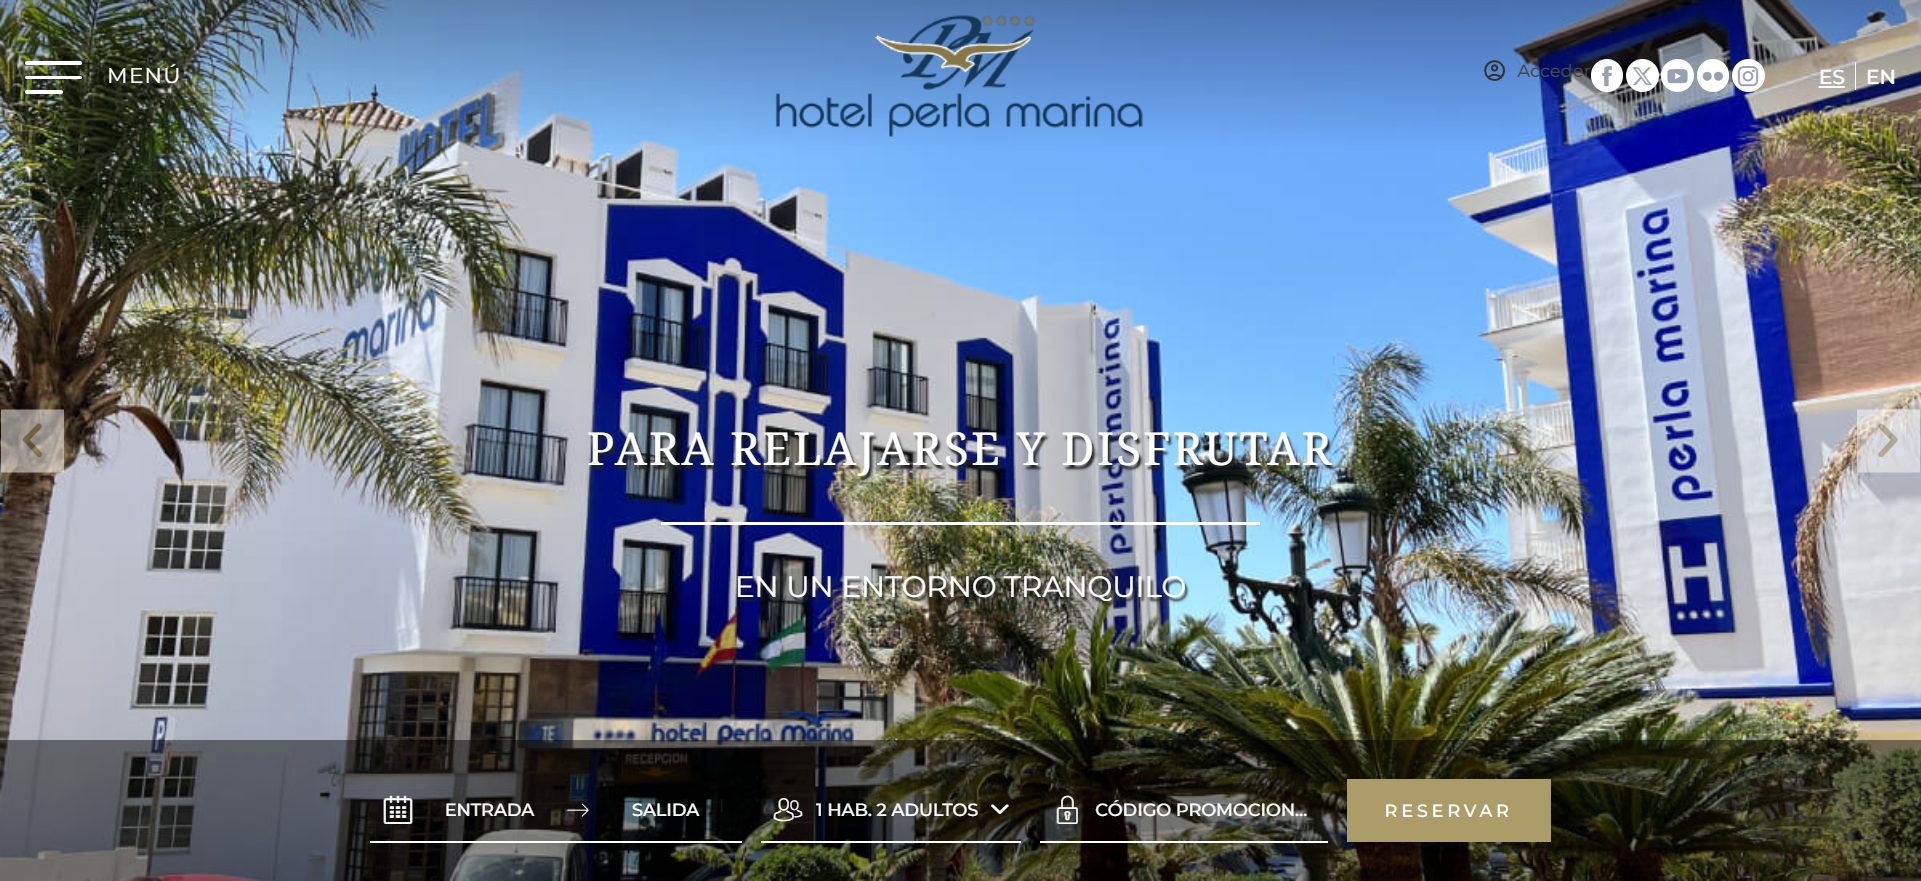 MENÚ
PM
hotel perla marina
Acceder
ES
EN
HOTEL
marina
perla marina
H
perla marina
H
PARA RELAJARSE Y DISFRUTAR
EN UN ENTORNO TRANQUILO
hotel perla marina
RECEPCION
P
H
ENTRADA
SALIDA
1 HAB. 2 ADULTOS
CÓDIGO PROMOCION...
RESERVAR